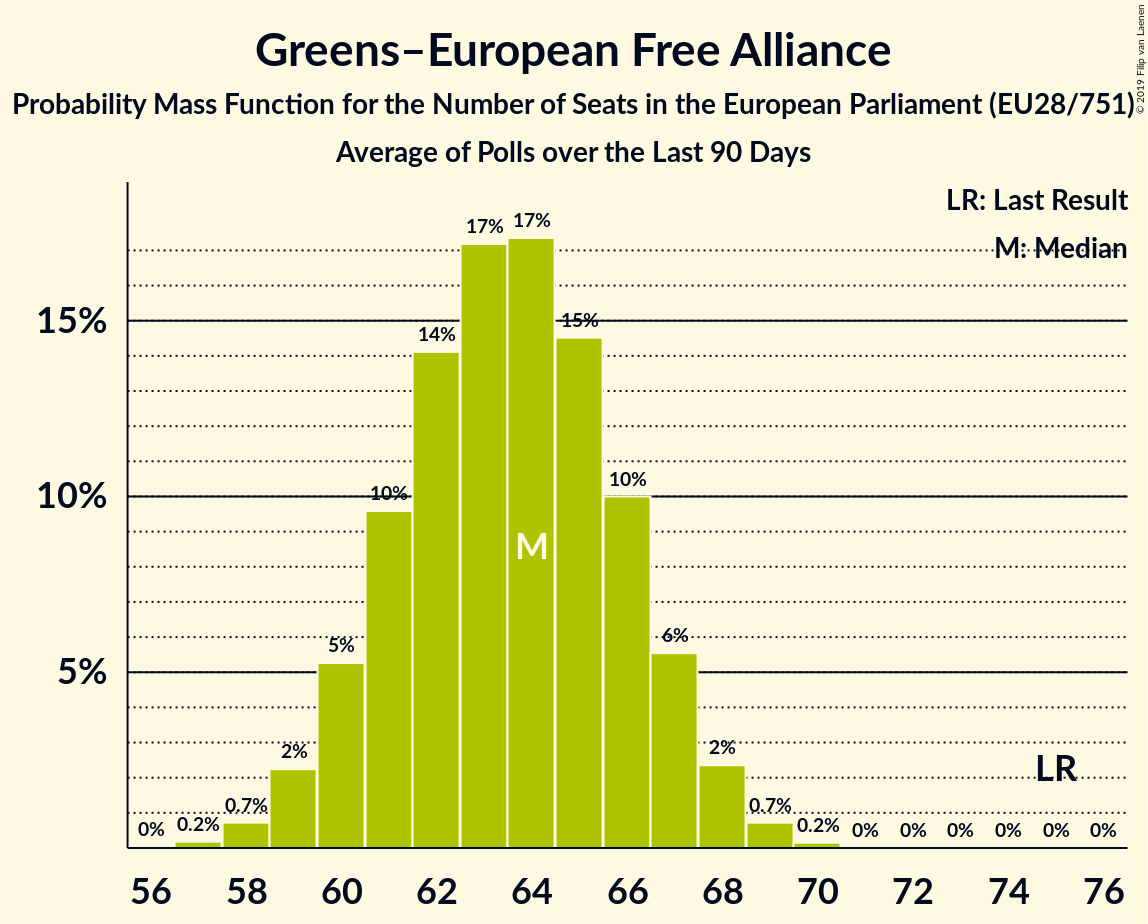 Greens–European Free Alliance
Probability Mass Function for the Number of Seats in the European Parliament (EU28/751)
Average of Polls over the Last 90 Days
© 2019 Filip van Laenen
LR: Last Result
M: Median
15%
10%
5%
0%
0.2%
0.7%
2%
5%
10%
14%
17%
17%
15%
10%
6%
2%
0.7%
0.2%
0%
0%
0%
0%
0%
0%
M
LR
56 58 60 62 64 66 68 70 72 74 76